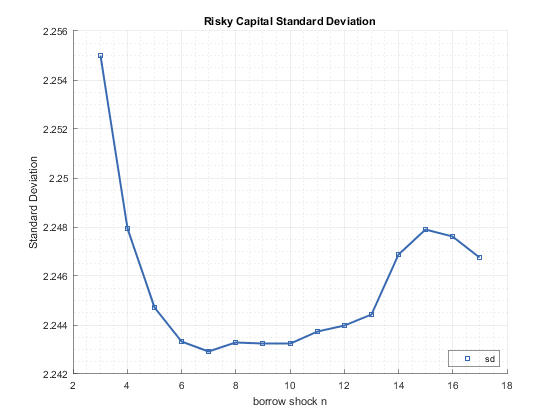 Risky Capital Standard Deviation
2.256
2.254
2.252
2.25
2.248
2.246
2.244
2.242
Standard Deviation
2 4 6 8 10 12 14 16 18
borrow shock n
sd